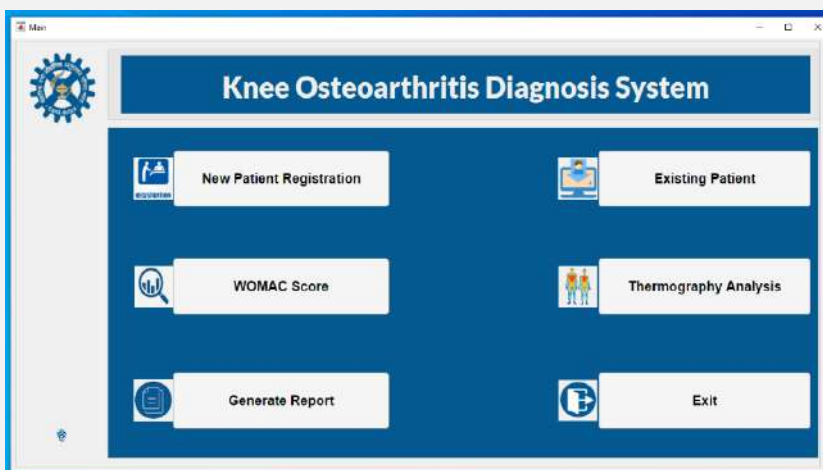 Main
Knee Osteoarthritis Diagnosis System
New Patient Registration
Existing Patient
WOMAC Score
Thermography Analysis
Generate Report
Exit